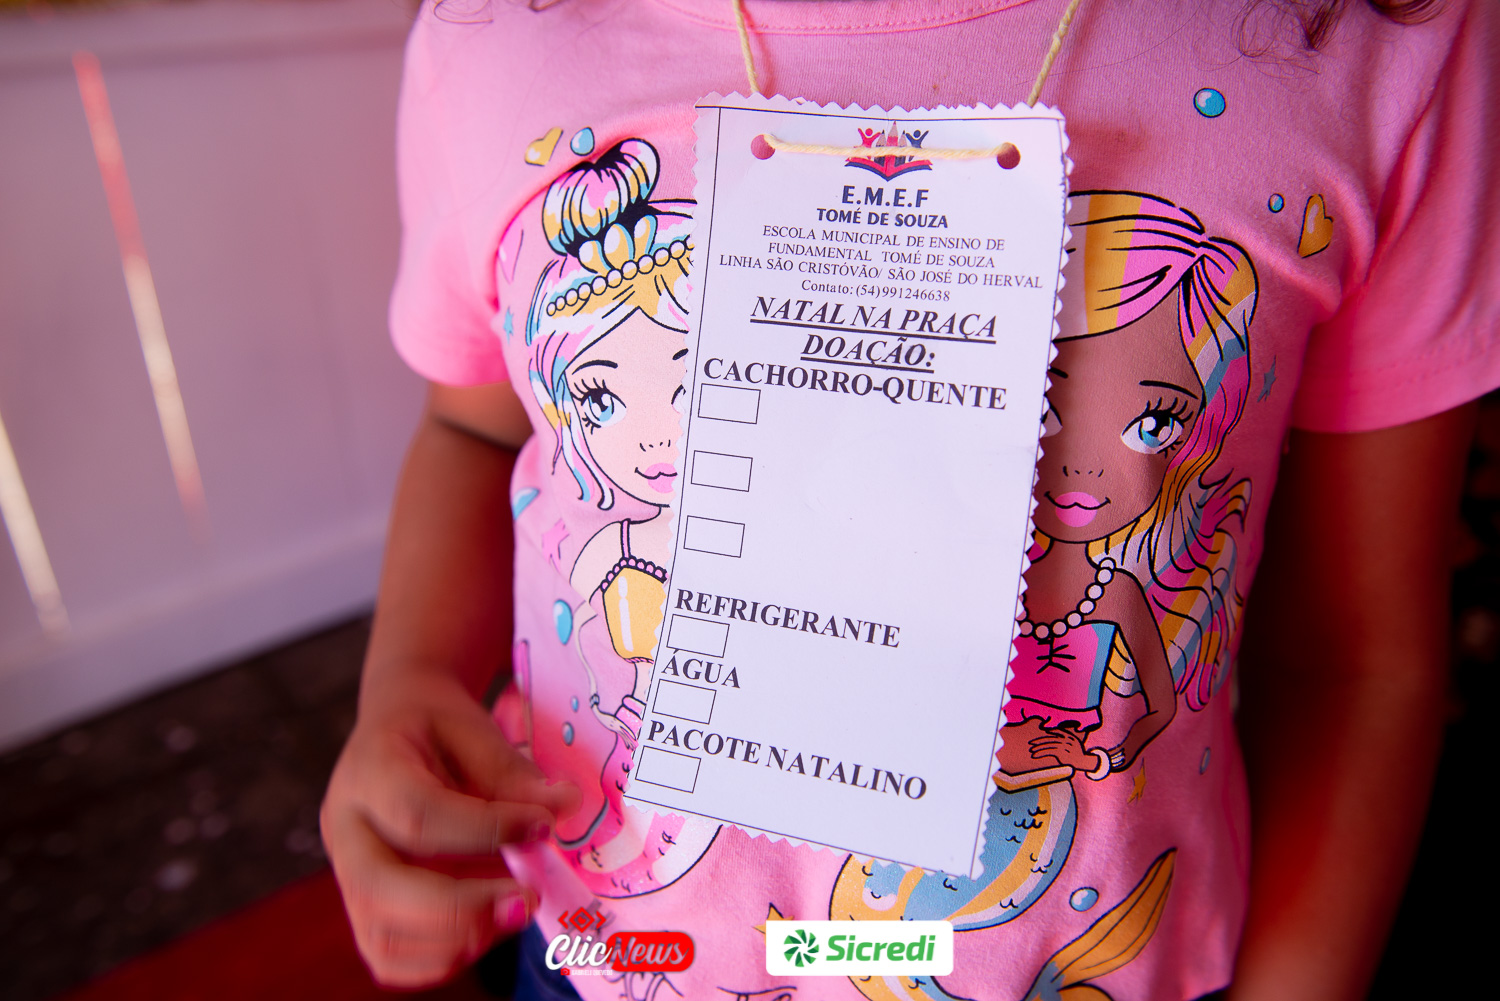 E.M.E.F
TOMÉ DE SOUZA
ESCOLA MUNICIPAL DE ENSINO DE
FUNDAMENTAL TOMÉ DE SOUZA
LINHA SÃO CRISTÓVÃO/ SÃO JOSÉ DO HERVAL
Contato: (54)991246638
NATAL NA PRAÇA
DOAÇÃO:
CACHORRO-QUENTE
REFRIGERANTE
ÁGUA
PACOTE NATALINO
ClicNews
Sicredi